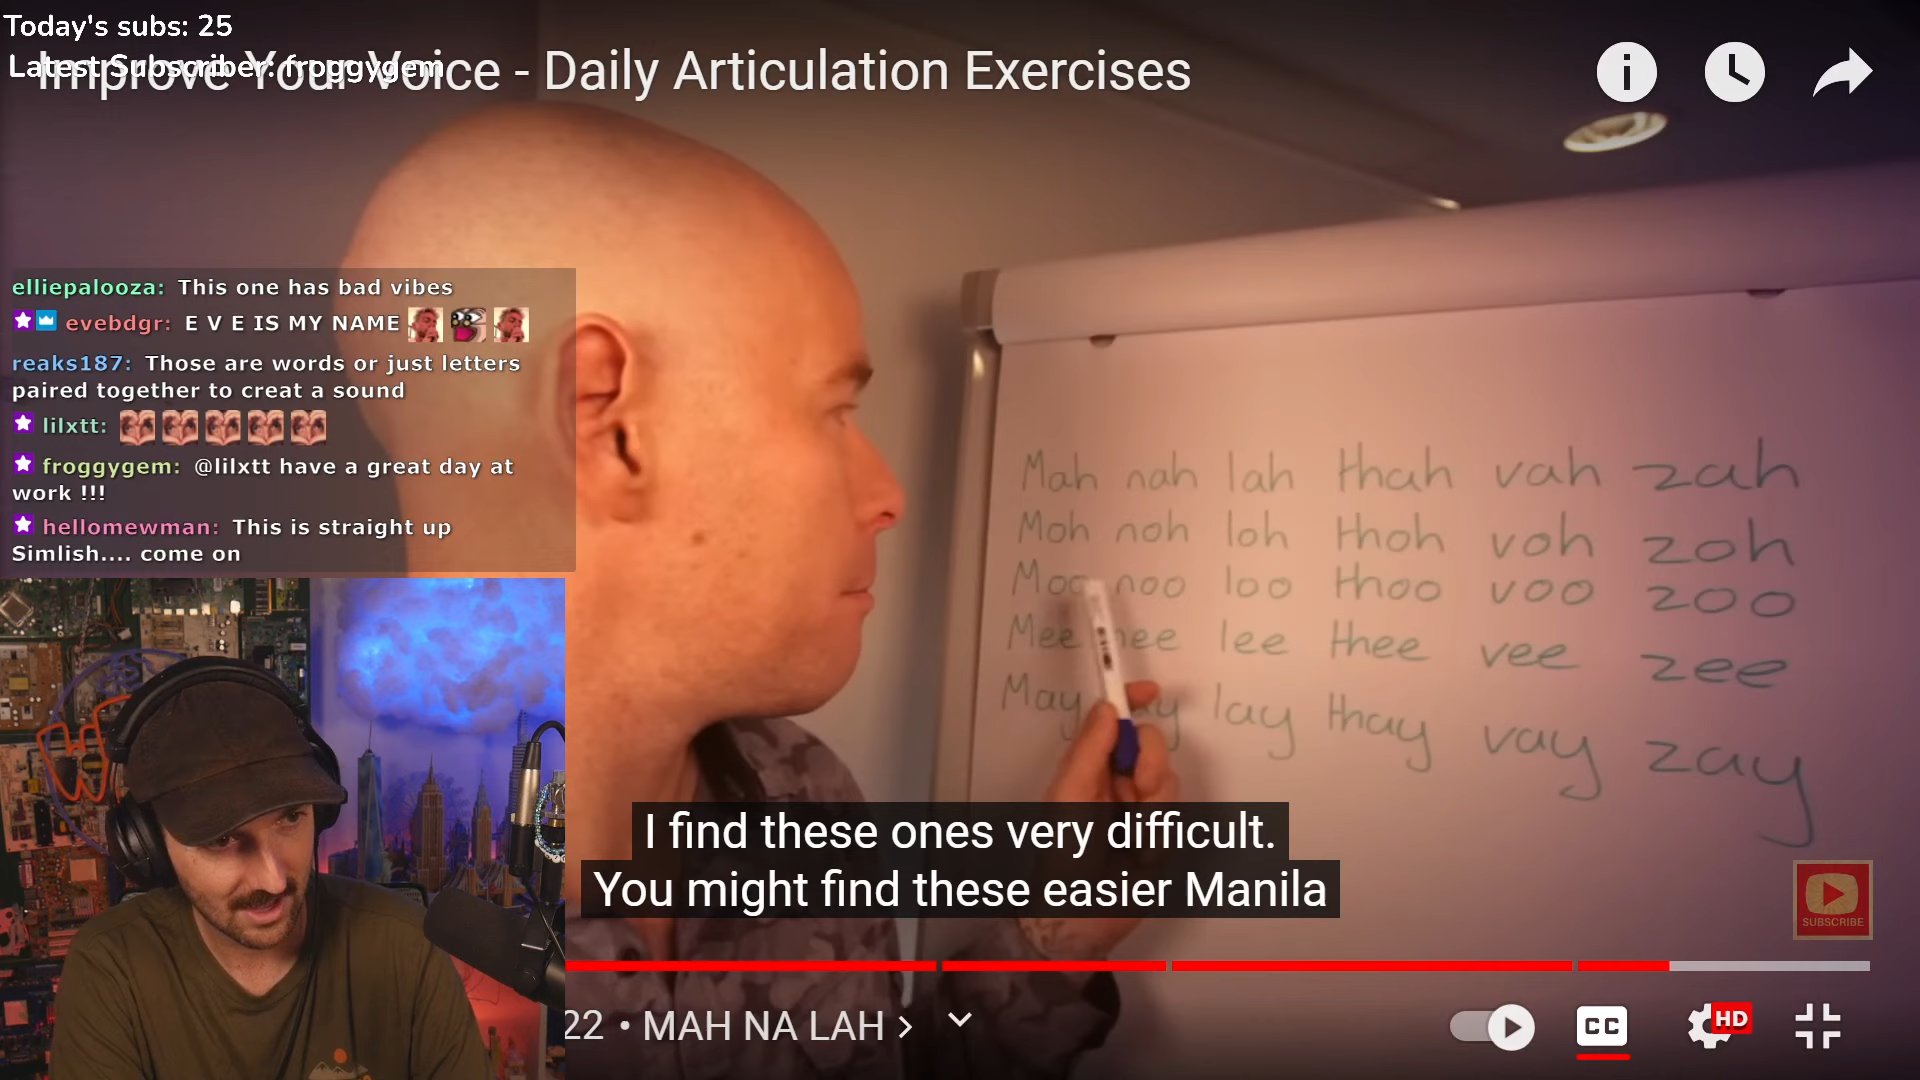 Today's subs: 25
Latest Subscriber: froggygem
Improve Your Voice - Daily Articulation Exercises
elliepalooza: This one has bad vibes
evebdgr: E V E IS MY NAME
reaks187: Those are words or just letters
paired together to creat a sound
lilxtt:
froggygem: @lilxtt have a great day at
work !!!
hellomewman: This is straight up
Simlish.... come on
Mah nah lah thah vah zah
Moh noh loh thoh voh zoh
Moo noo loo thoo voo zoo
Mee nee lee thee vee zee
May lay thay vay zay
I find these ones very difficult.
You might find these easier Manila
SUBSCRIBE
22 • MAH NA LAH >
CC
HD